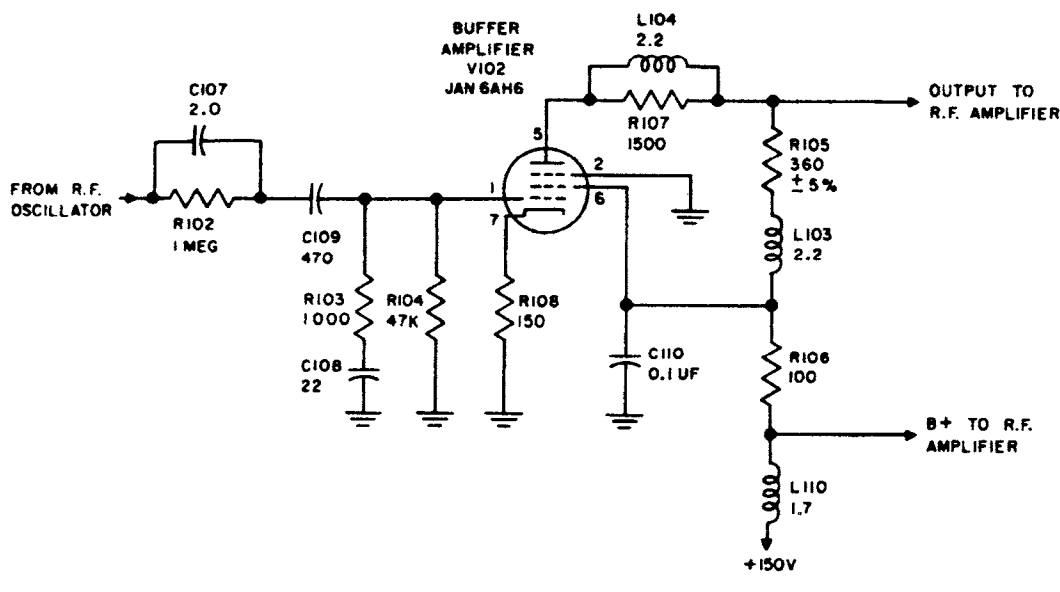 BUFFER
AMPLIFIER
V102
JAN 6AH6
L104
2.2
C107
2.0
R107
1500
OUTPUT TO
R.F. AMPLIFIER
R105
360
± 5%
FROM R.F.
OSCILLATOR
R102
1 MEG
C109
470
5
2
1
6
7
L103
2.2
R103
1000
R104
47K
R108
150
C108
22
C110
0.1 UF
R106
100
B+ TO R.F.
AMPLIFIER
L110
1.7
+150V